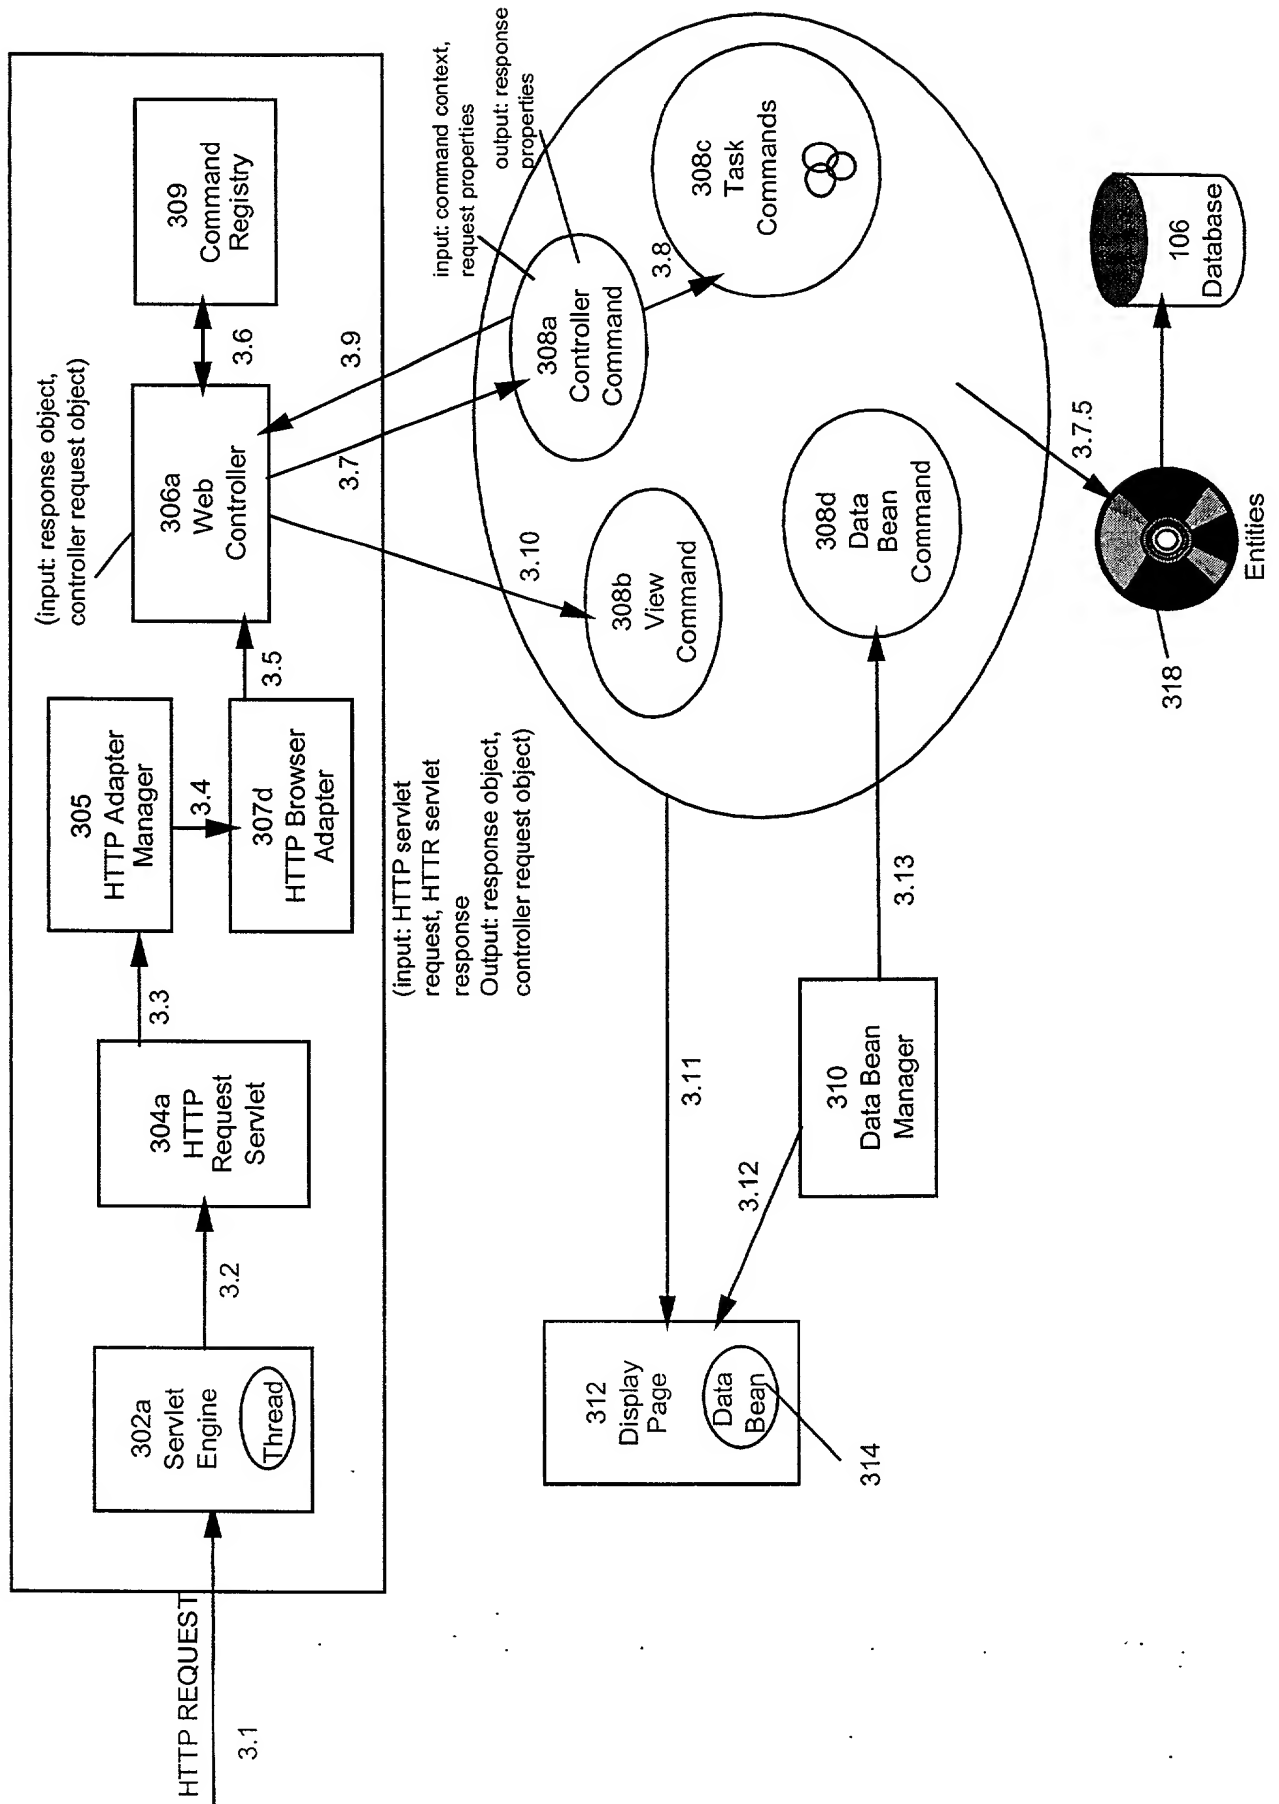 HTTP REQUEST
3.1
302a
Servlet
Engine
Thread
3.2
304a
HTTP
Request
Servlet
3.3
305
HTTP Adapter
Manager
3.4
307d
HTTP Browser
Adapter
(input: HTTP servlet
request, HTTR servlet
response
Output: response object,
controller request object)
3.5
(input: response object,
controller request object)
306a
Web
Controller
3.6
309
Command
Registry
3.9
3.7
3.10
input: command context,
request properties
output: response
properties
308a
Controller
Command
3.8
308c
Task
Commands
308b
View
Command
308d
Data
Bean
Command
3.7.5
106
Database
318
Entities
3.11
3.13
310
Data Bean
Manager
3.12
312
Display
Page
Data
Bean
314